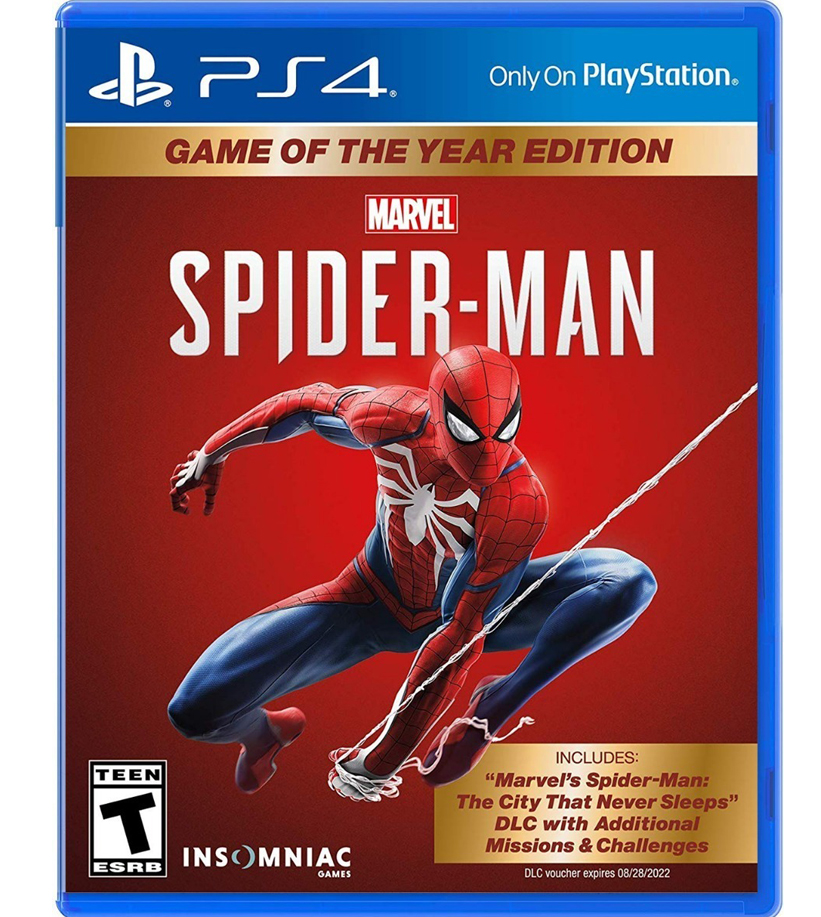 PS4
Only On PlayStation
GAME OF THE YEAR EDITION
MARVEL
SPIDER-MAN
INCLUDES:
"Marvel's Spider-Man:
The City That Never Sleeps"
DLC with Additional
Missions & Challenges
DLC voucher expires 08/28/2022
TEEN
T
ESRB
INSOMNIAC
GAMES